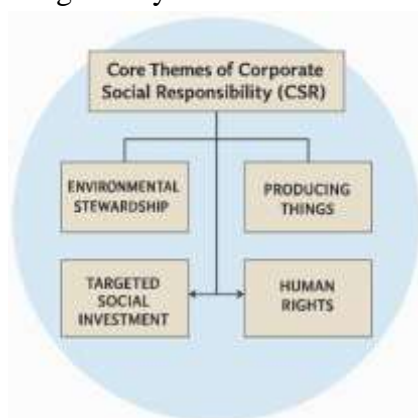 Core Themes of Corporate
Social Responsibility (CSR)
ENVIRONMENTAL
STEWARDSHIP
PRODUCING
THINGS
TARGETED
SOCIAL
INVESTMENT
HUMAN
RIGHTS